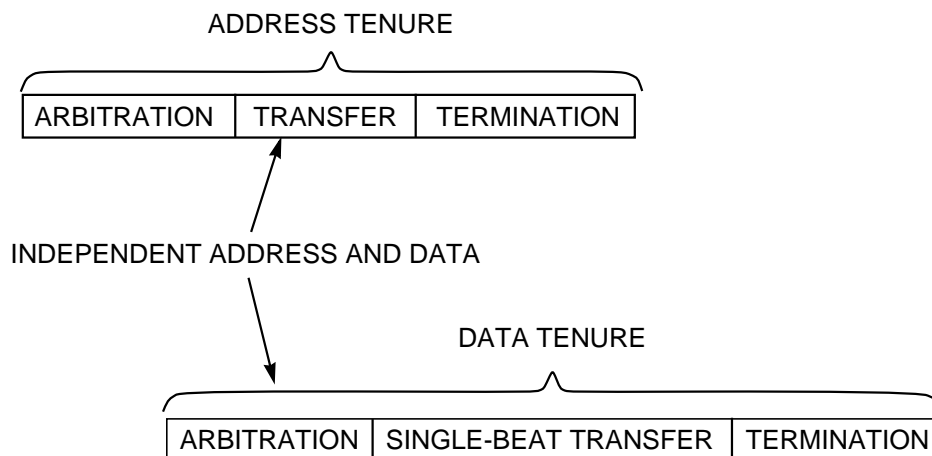 ADDRESS TENURE
ARBITRATION TRANSFER TERMINATION
INDEPENDENT ADDRESS AND DATA
DATA TENURE
ARBITRATION SINGLE-BEAT TRANSFER TERMINATION